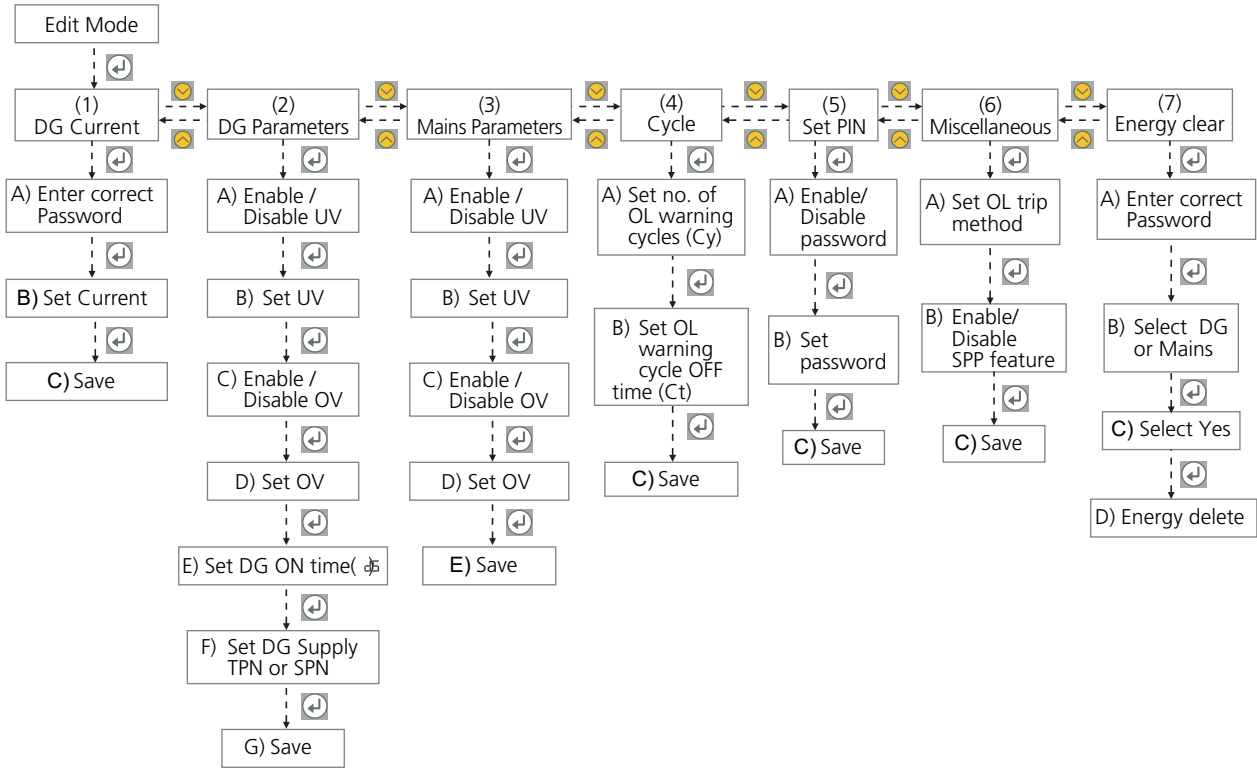 Edit Mode
(1)
DG Current
(2)
DG Parameters
(3)
Mains Parameters
(4)
Cycle
(5)
Set PIN
(6)
Miscellaneous
(7)
Energy clear
A) Enter correct
Password
B) Set Current
C) Save
A) Enable /
Disable UV
B) Set UV
C) Enable /
Disable OV
D) Set OV
E) Set DG ON time( d5)
F) Set DG Supply
TPN or SPN
G) Save
A) Enable /
Disable UV
B) Set UV
C) Enable /
Disable OV
D) Set OV
E) Save
A) Set no. of
OL warning
cycles (Cy)
B) Set OL
warning
cycle OFF
time (Ct)
C) Save
A) Enable/
Disable
password
B) Set
password
C) Save
A) Set OL trip
method
B) Enable/
Disable
SPP feature
C) Save
A) Enter correct
Password
B) Select DG
or Mains
C) Select Yes
D) Energy delete